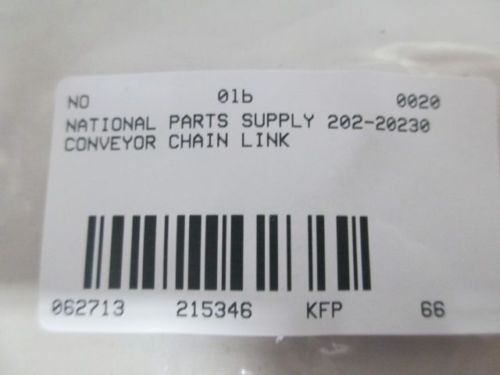 NO 01b 0020
NATIONAL PARTS SUPPLY 202-20230
CONVEYOR CHAIN LINK
062713 215346 KFP 66